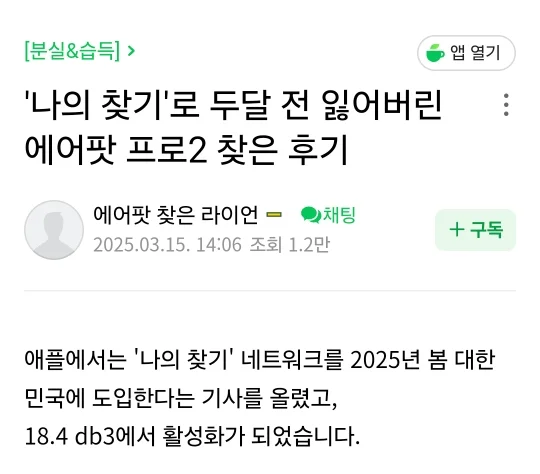 [분실&습득] >
앱 열기
'나의 찾기'로 두달 전 잃어버린
에어팟 프로2 찾은 후기
에어팟 찾은 라이언 채팅
2025.03.15. 14:06 조회 1.2만
+ 구독
애플에서는 '나의 찾기' 네트워크를 2025년 봄 대한
민국에 도입한다는 기사를 올렸고,
18.4 db3에서 활성화가 되었습니다.